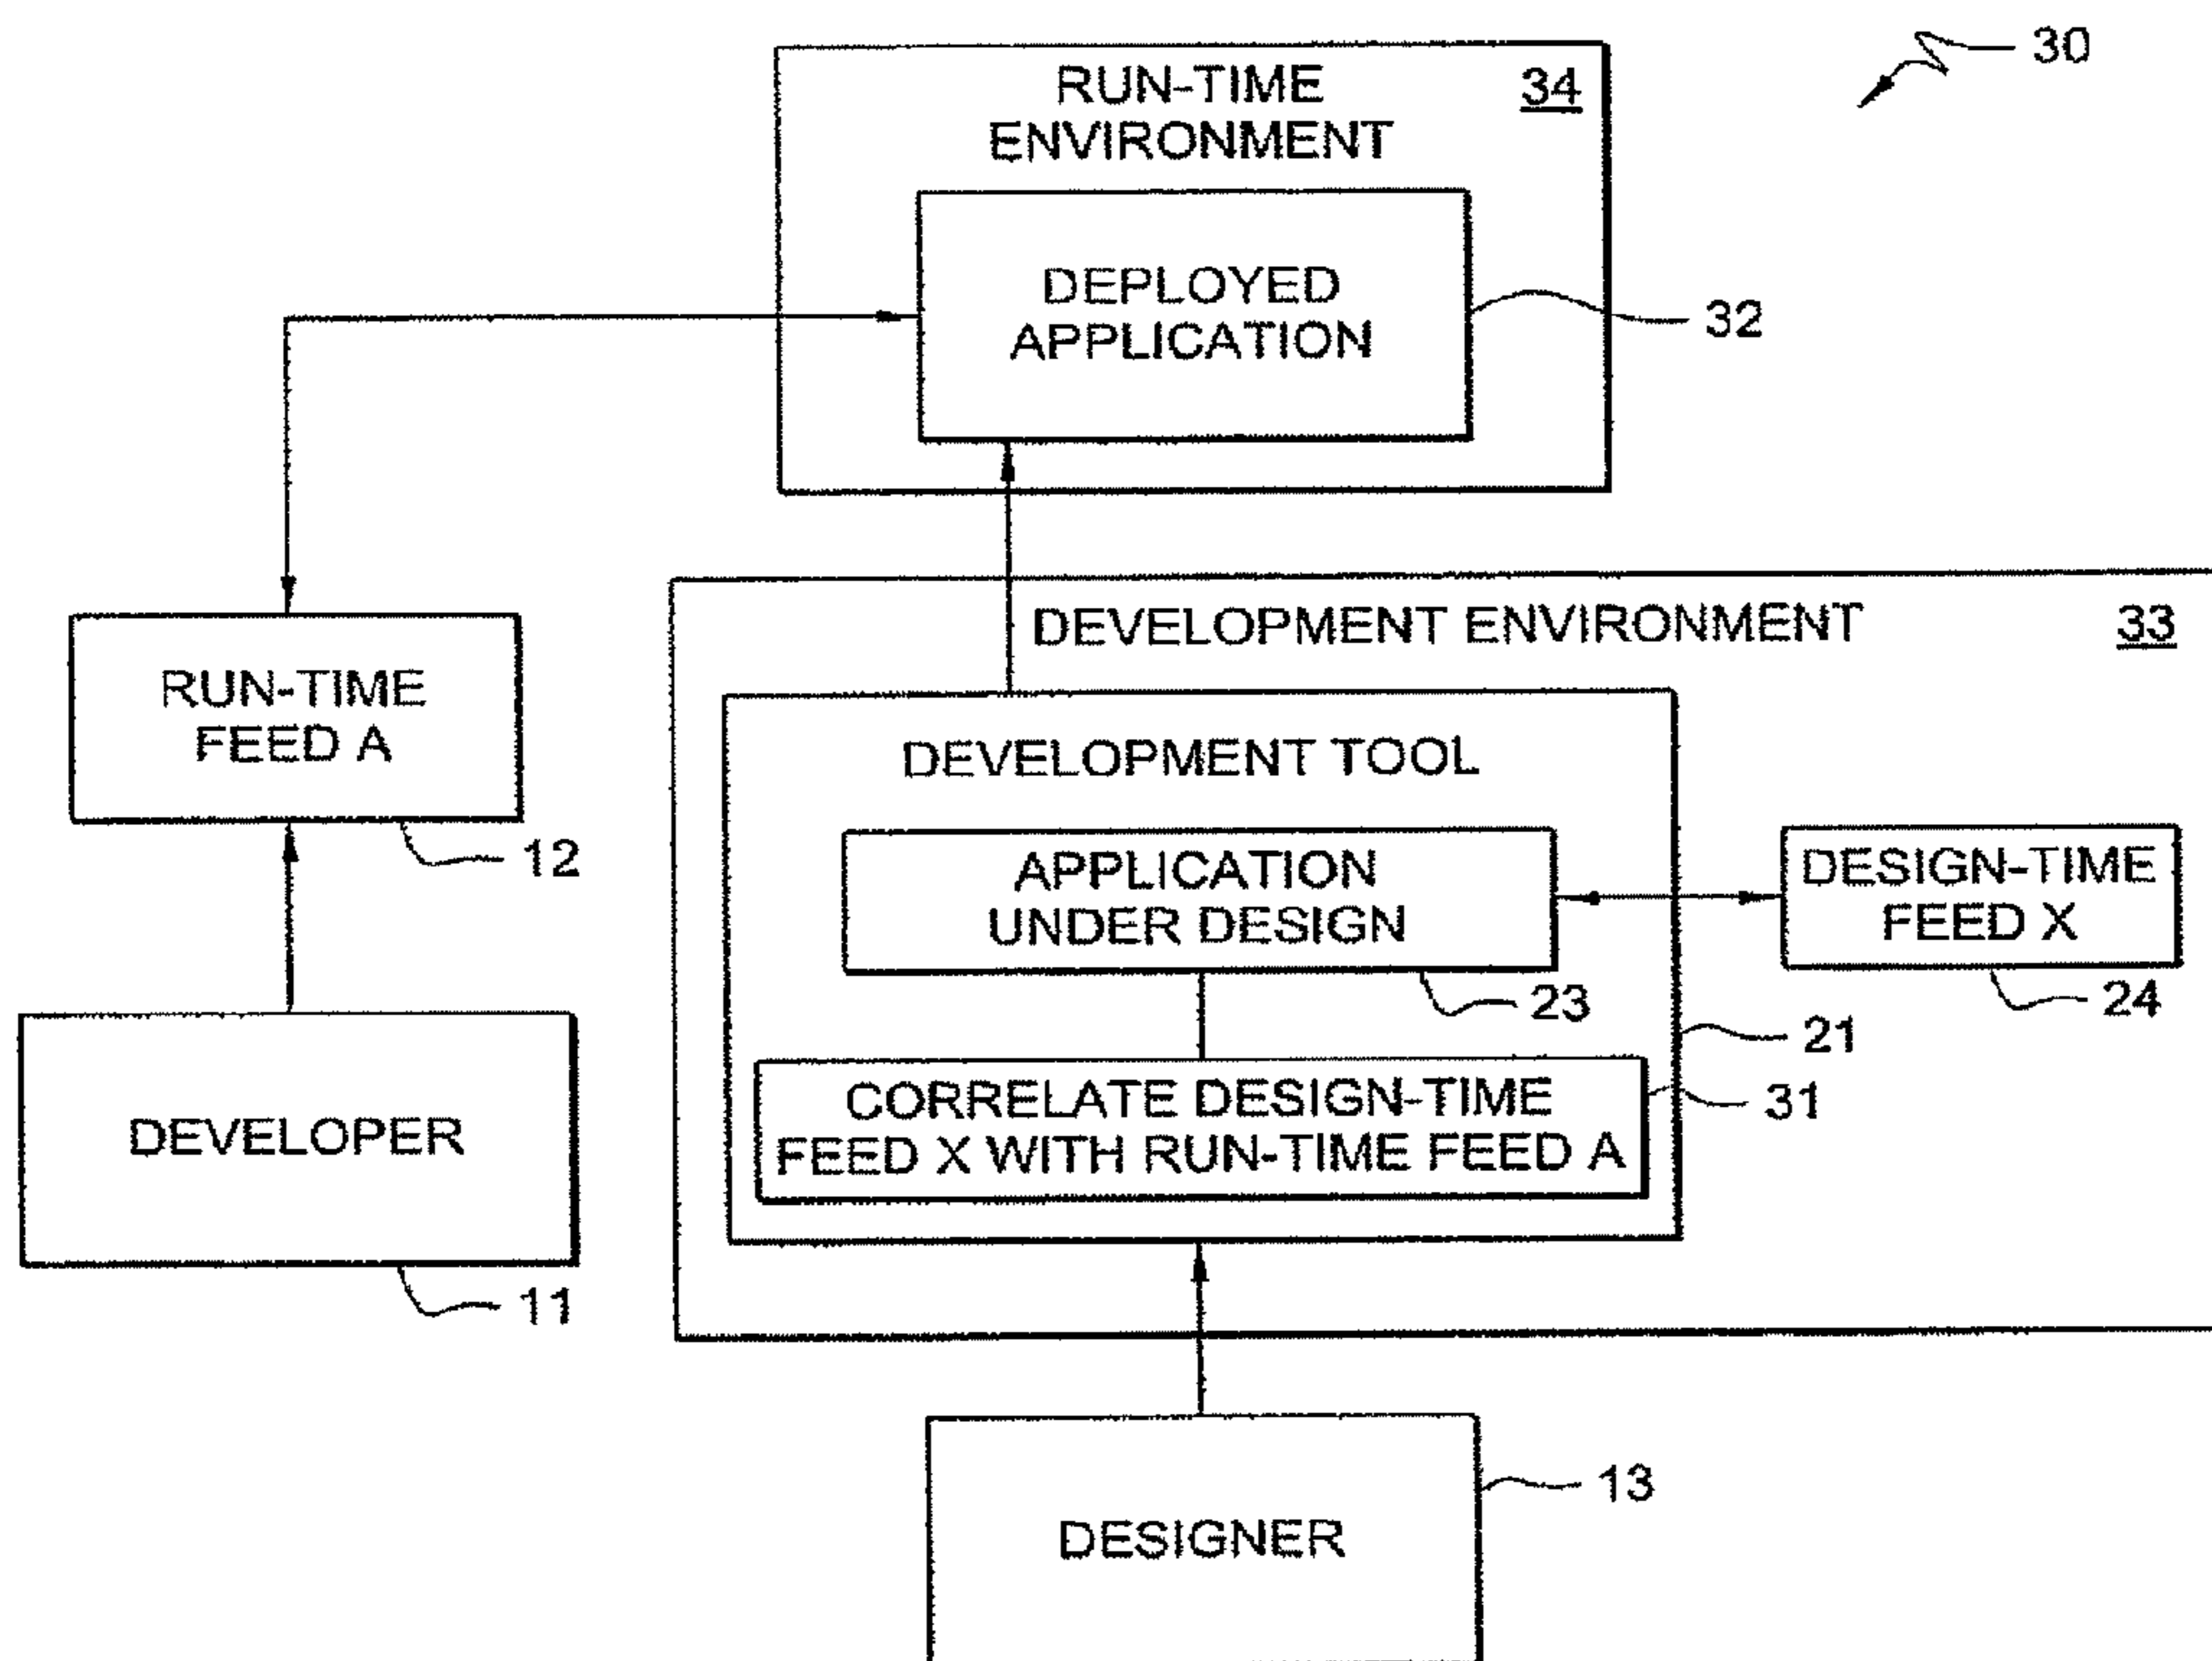 30
RUN-TIME
ENVIRONMENT
34
DEPLOYED
APPLICATION
32
RUN-TIME
FEED A
12
DEVELOPER
11
DEVELOPMENT ENVIRONMENT
33
DEVELOPMENT TOOL
APPLICATION
UNDER DESIGN
23
DESIGN-TIME
FEED X
24
21
CORRELATE DESIGN-TIME
FEED X WITH RUN-TIME FEED A
31
DESIGNER
13